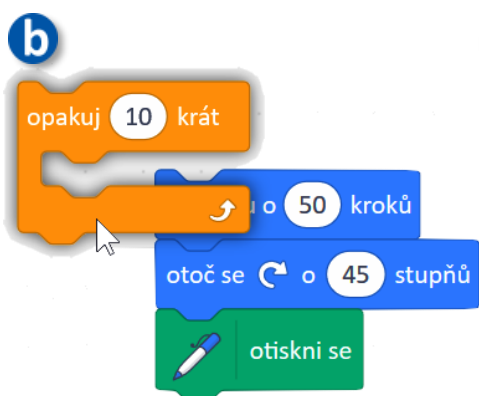 b
opakuj 10 krát
o 50 kroků
otoč se o 45 stupňů
otiskni se